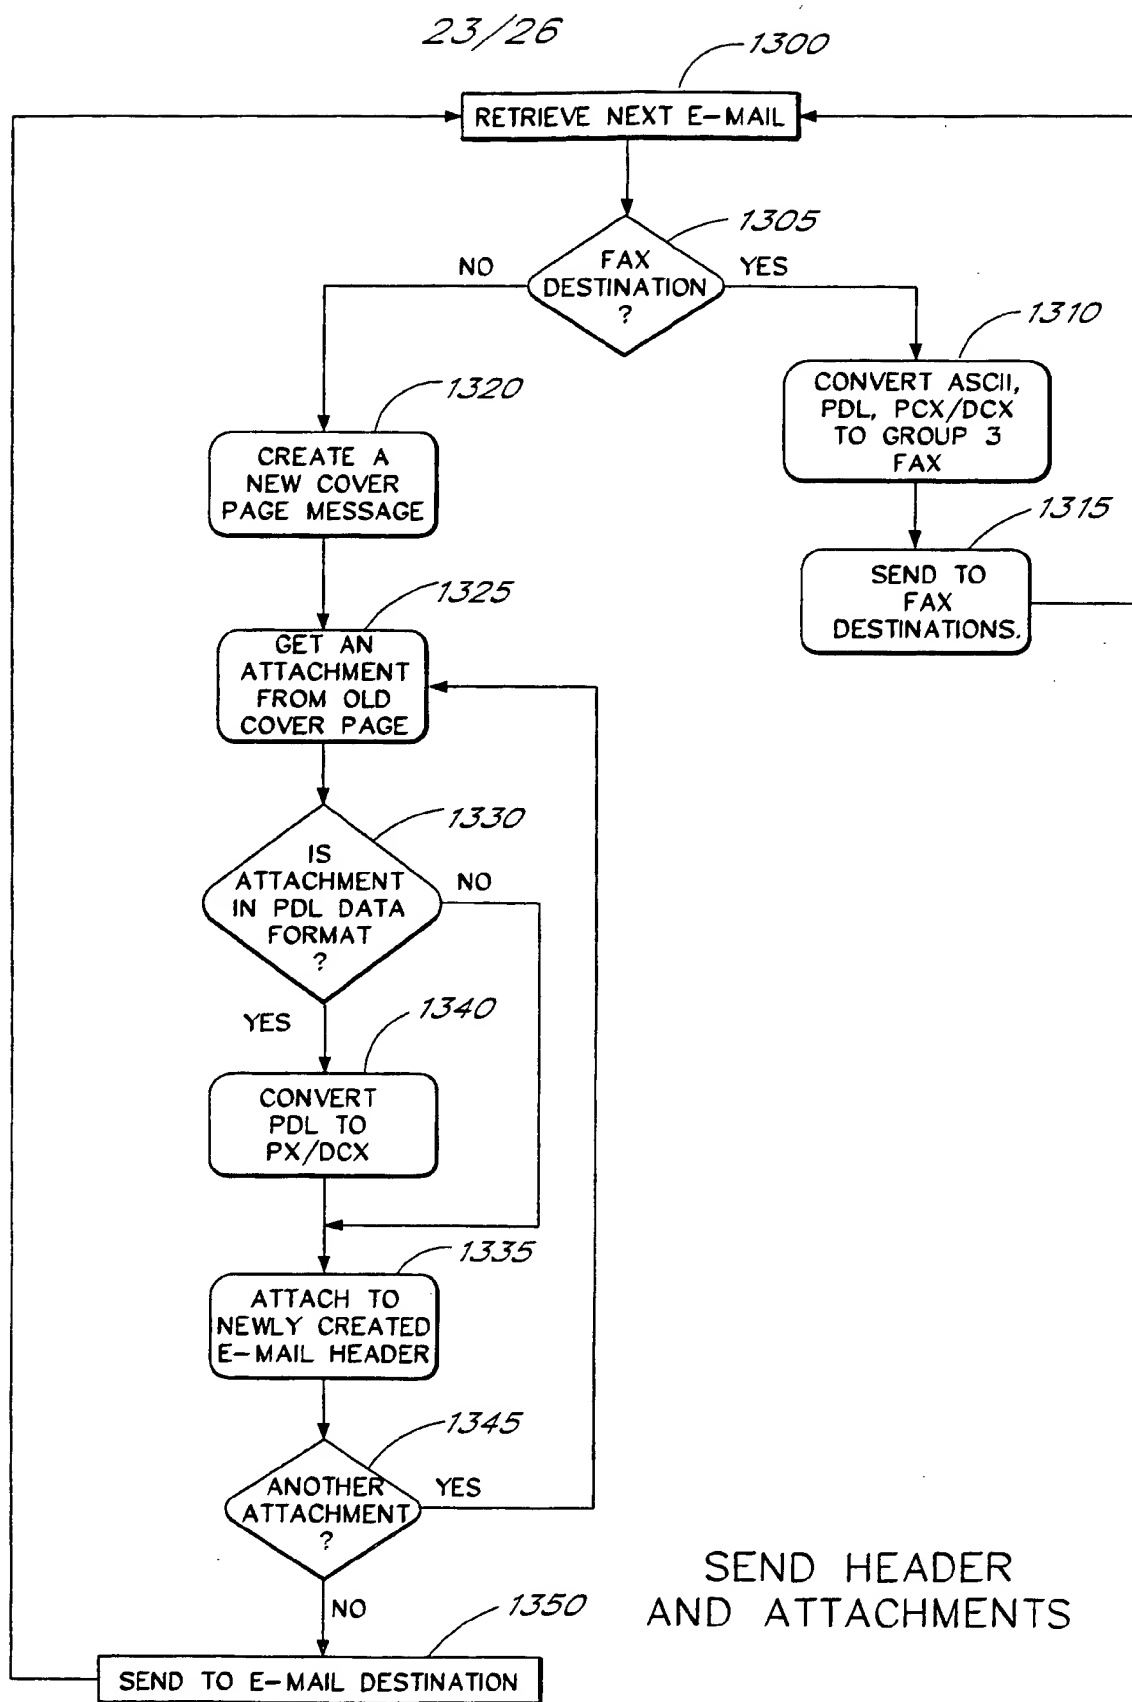 23/26
1300
RETRIEVE NEXT E-MAIL
1305
FAX
DESTINATION
?
NO
YES
1310
CONVERT ASCII,
PDL, PCX/DCX
TO GROUP 3
FAX
1315
SEND TO
FAX
DESTINATIONS.
1320
CREATE A
NEW COVER
PAGE MESSAGE
1325
GET AN
ATTACHMENT
FROM OLD
COVER PAGE
1330
IS
ATTACHMENT
IN PDL DATA
FORMAT
?
NO
YES
1340
CONVERT
PDL TO
PX/DCX
1335
ATTACH TO
NEWLY CREATED
E-MAIL HEADER
1345
ANOTHER
ATTACHMENT
?
YES
NO
1350
SEND TO E-MAIL DESTINATION
SEND HEADER
AND ATTACHMENTS